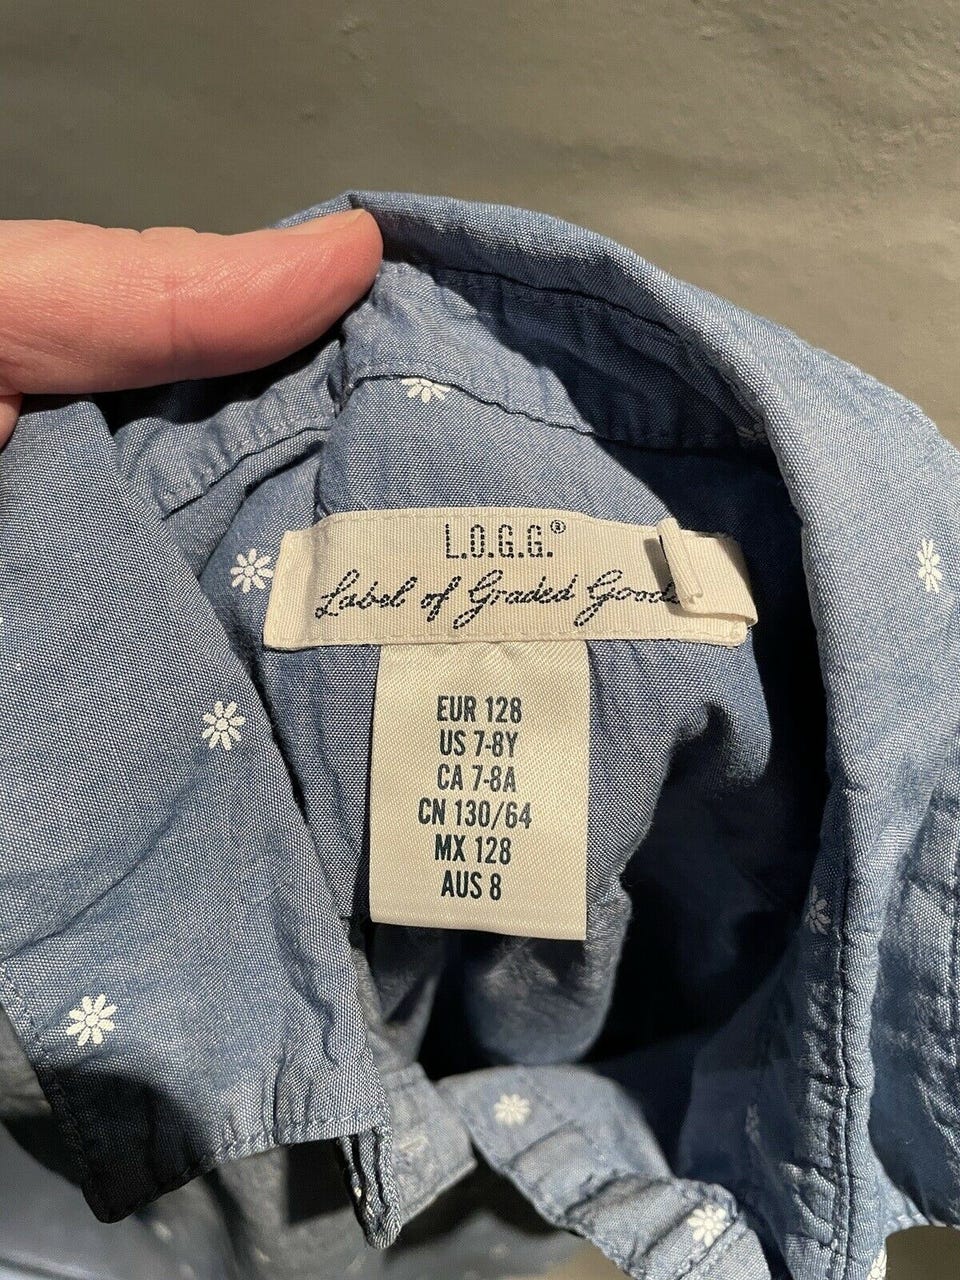 L.O.G.G.®
Label of Graded Goods
EUR 128
US 7-8Y
CA 7-8A
CN 130/64
MX 128
AUS 8